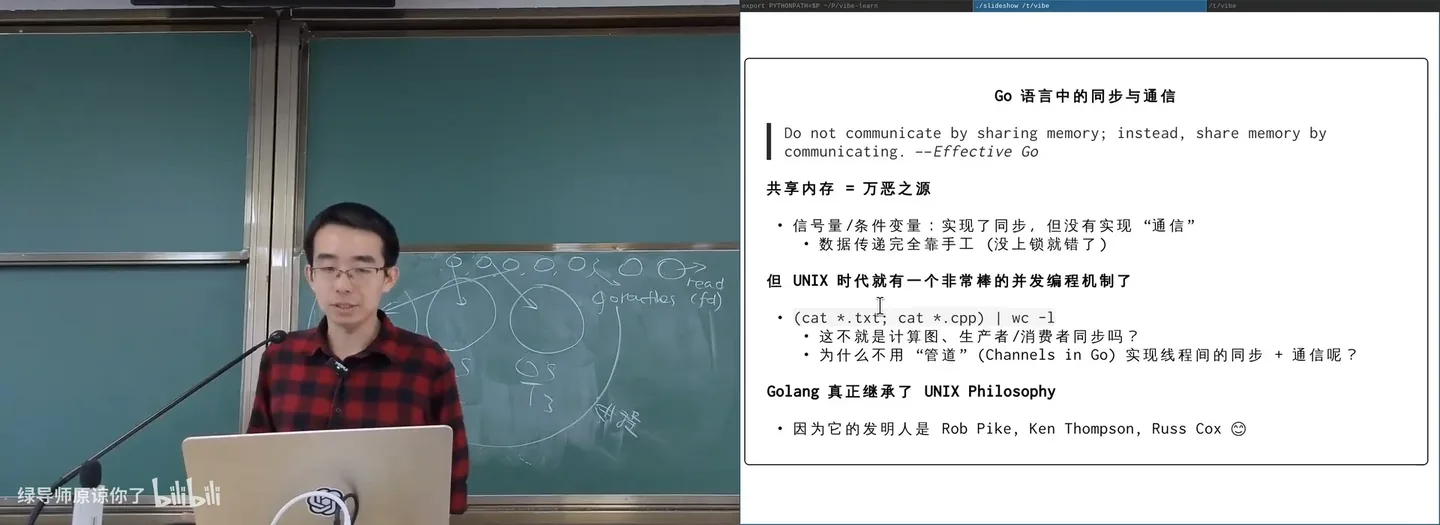 export PYTHONPATH=$P ~/P/vibe-learn
./slideshow /t/vibe
/t/vibe
Go 语言中的同步与通信
Do not communicate by sharing memory; instead, share memory by
communicating. --Effective Go
共享内存 = 万恶之源
• 信号量/条件变量：实现了同步，但没有实现 “通信”
• 数据传递完全靠手工 (没上锁就错了)
但 UNIX 时代就有一个非常棒的并发编程机制了
• (cat *.txt; cat *.cpp) | wc -l
• 这不就是计算图、生产者/消费者同步吗？
• 为什么不用 “管道” (Channels in Go) 实现线程间的同步 + 通信呢？
Golang 真正继承了 UNIX Philosophy
• 因为它的发明人是 Rob Pike, Ken Thompson, Russ Cox 😊
read
goroutines (fd)
OS
T3
绿导师原谅你了 bilibili